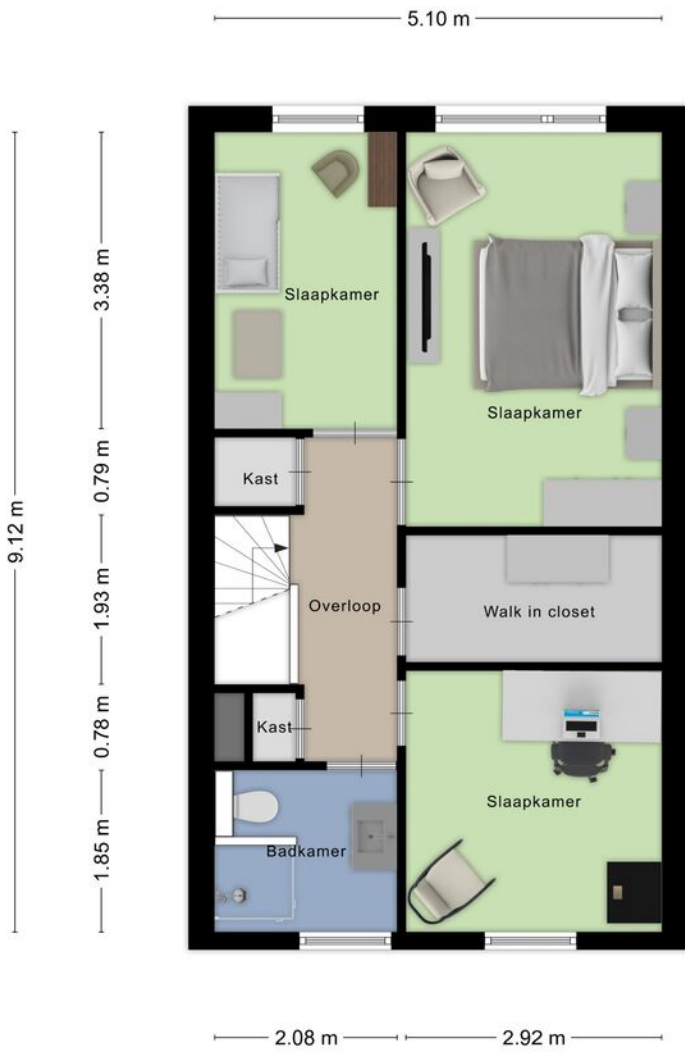 5.10 m
3.38 m
Slaapkamer
Slaapkamer
0.79 m
Kast
9.12 m
1.93 m
Overloop
Walk in closet
0.78 m
Kast
Slaapkamer
1.85 m
Badkamer
2.08 m
2.92 m